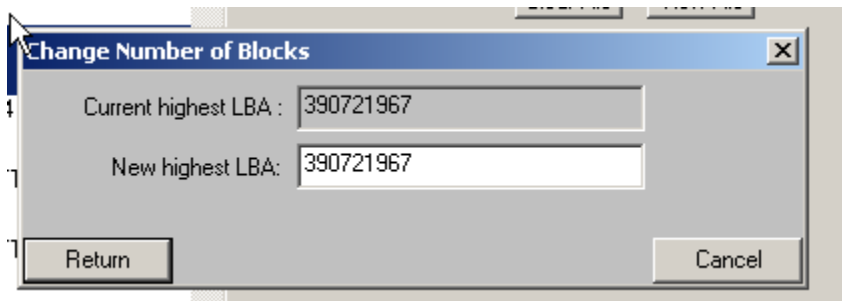 Change Number of Blocks
Current highest LBA : 390721967
New highest LBA: 390721967
Return Cancel